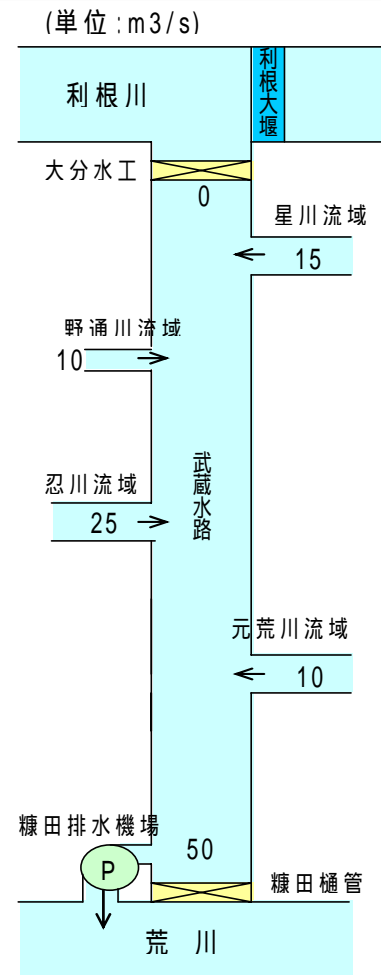 (単位:m3/s)
利根川
利根大堰
大分水工
0
星川流域
15
野通川流域
10
武蔵水路
忍川流域
25
元荒川流域
10
糠田排水機場
50
P
糠田樋管
荒川